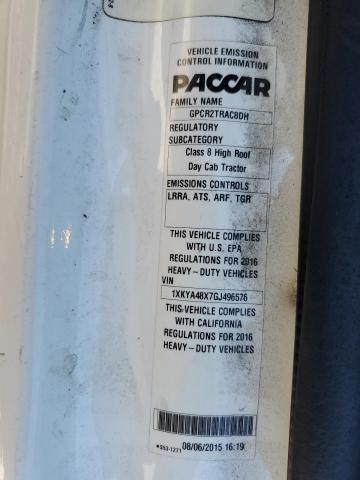 VEHICLE EMISSION
CONTROL INFORMATION
PACCAR
FAMILY NAME
GPCR2TRAC8DH
REGULATORY
SUBCATEGORY
Class 8 High Roof
Day Cab Tractor
EMISSIONS CONTROLS
LRRA, ATS, ARF, TGR
THIS VEHICLE COMPLIES
WITH U.S. EPA
REGULATIONS FOR 2016
HEAVY-DUTY VEHICLES
VIN
1XKYA48X7GJ496576
THIS VEHICLE COMPLIES
WITH CALIFORNIA
REGULATIONS FOR 2016
HEAVY-DUTY VEHICLES
S53-1271 08/06/2015 16:19